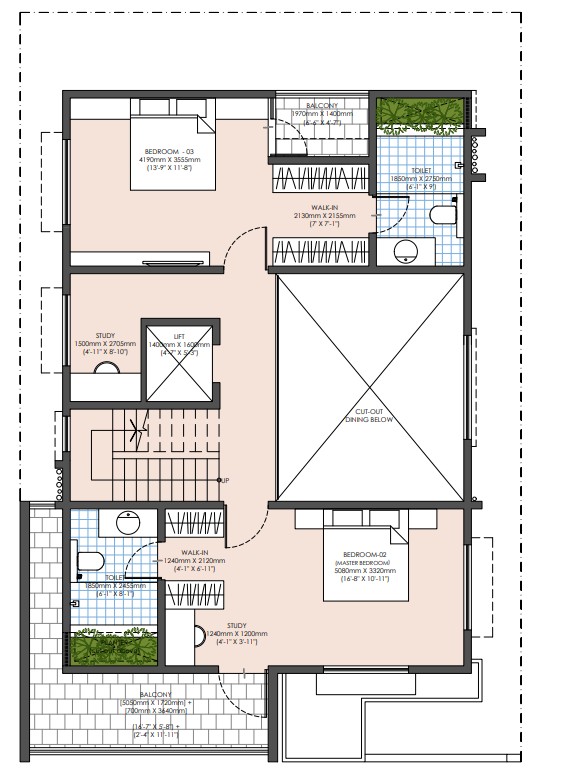 BALCONY
1970mm X 1400mm
(6'-6" X 4'-7")
BEDROOM - 03
4190mm X 3555mm
(13'-9" X 11'-8")
TOILET
1850mm X 2750mm
(6'-1" X 9')
WALK-IN
2130mm X 2155mm
(7' X 7'-1")
STUDY
1500mm X 2705mm
(4'-11" X 8'-10")
LIFT
1400mm X 1600mm
(4'-7" X 5'-3")
CUT-OUT
DINING BELOW
UP
WALK-IN
1240mm X 2120mm
(4'-1" X 6'-11")
BEDROOM-02
(MASTER BEDROOM)
5080mm X 3320mm
(16'-8" X 10'-11")
TOILET
1850mm X 2455mm
(6'-1" X 8'-1")
STUDY
1240mm X 1200mm
(4'-1" X 3'-11")
BALCONY
(5050mm X 1720mm) +
(700mm X 3640mm)
(16'-7" X 5'-8") +
(2'-4" X 11'-11")